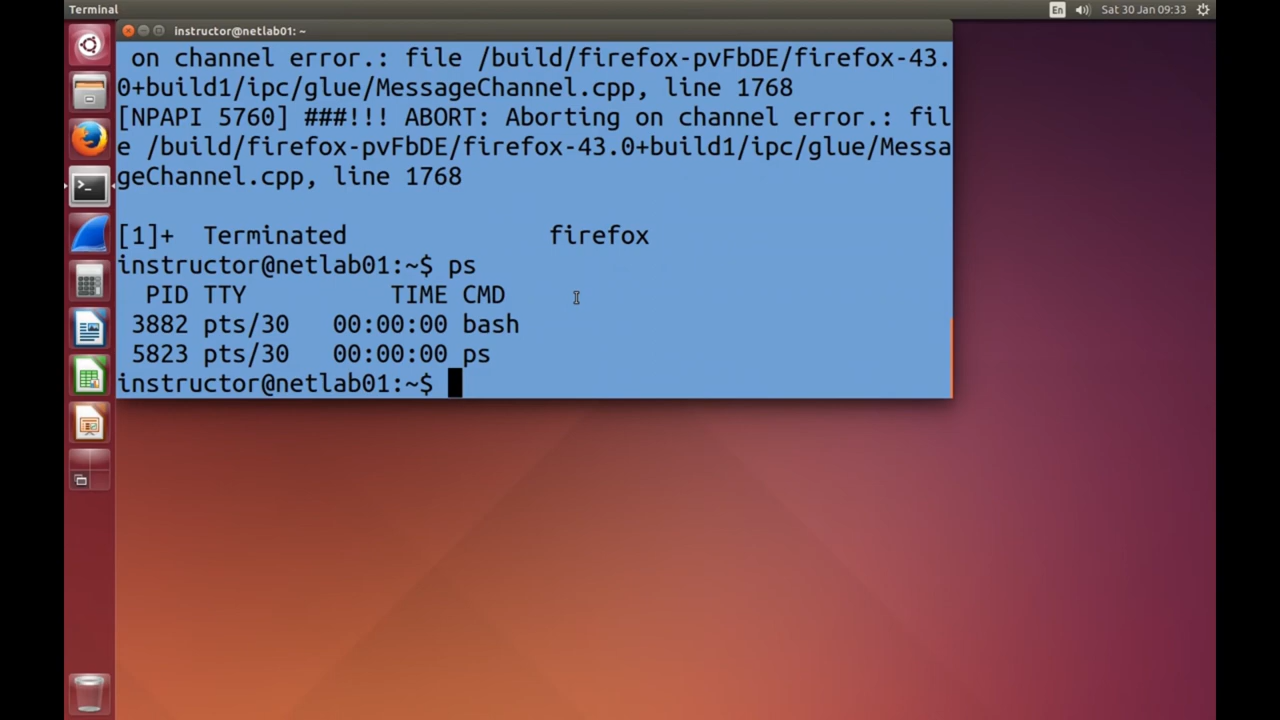 Terminal
En
Sat 30 Jan 09:33
instructor@netlab01: ~
on channel error.: file /build/firefox-pvFbDE/firefox-43.
0+build1/ipc/glue/MessageChannel.cpp, line 1768
[NPAPI 5760] ###!!! ABORT: Aborting on channel error.: fil
e /build/firefox-pvFbDE/firefox-43.0+build1/ipc/glue/Messa
geChannel.cpp, line 1768
[1]+  Terminated              firefox
instructor@netlab01:~$ ps
  PID TTY          TIME CMD
 3882 pts/30   00:00:00 bash
 5823 pts/30   00:00:00 ps
instructor@netlab01:~$